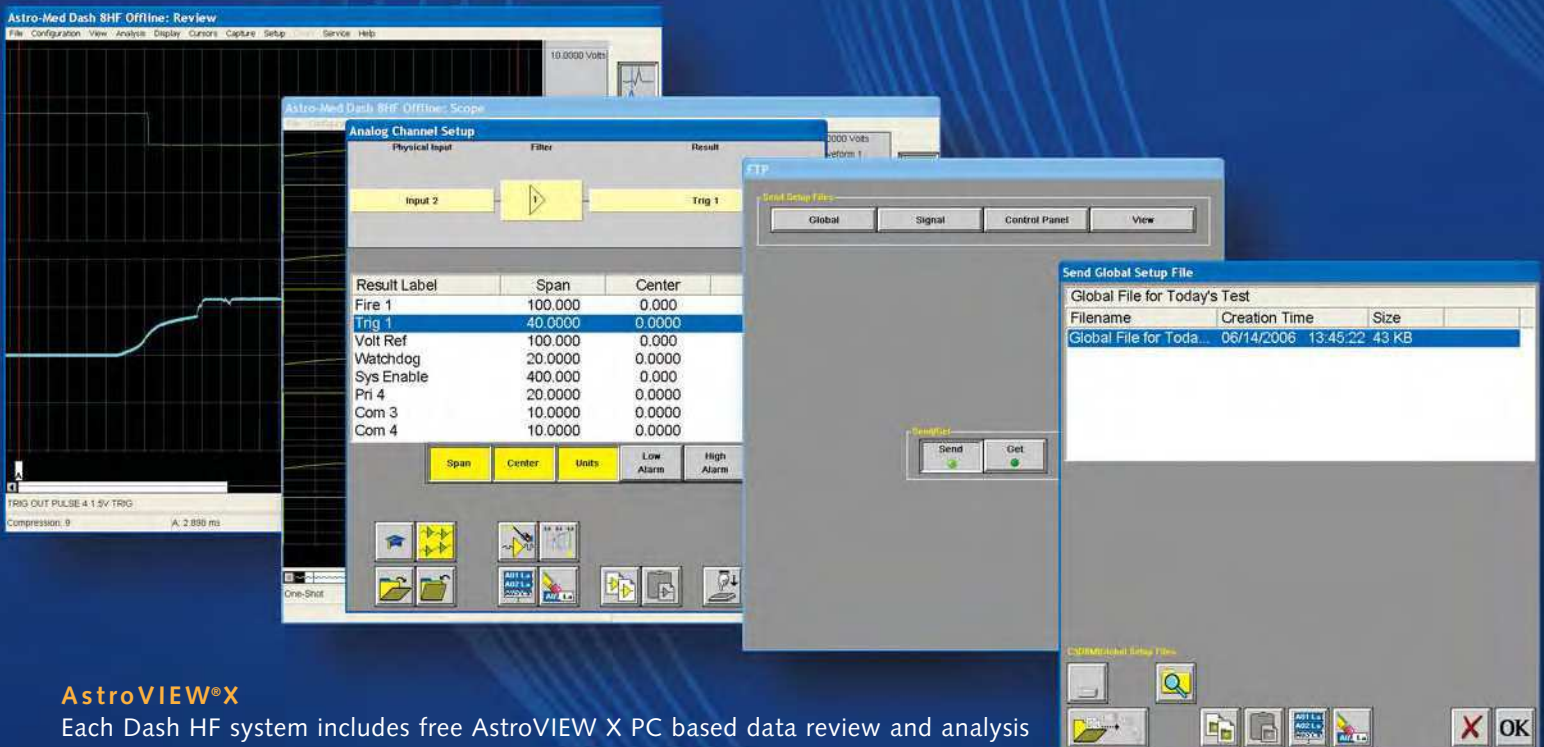 Astro-Med Dash 8HF Offline: Review
File Configuration View Analysis Display Cursors Capture Setup Service Help
10.0000 Volts
TRIG OUT PULSE 4 1.5V TRIG
Compression: 9 A: 2.890 ms
Astro-Med Dash 8HF Offline: Scope
One-Shot
Analog Channel Setup
Physical Input Filter Result
Input 2 1 Trig 1
Result Label Span Center
Fire 1 100.000 0.000
Trig 1 40.0000 0.0000
Volt Ref 100.000 0.000
Watchdog 20.0000 0.0000
Sys Enable 400.000 0.000
Pri 4 20.0000 0.0000
Com 3 10.0000 0.0000
Com 4 10.0000 0.0000
Span Center Units Low Alarm High Alarm
FTP
Send Setup Files
Global Signal Control Panel View
Send/Get
Send Get
Send Global Setup File
Global File for Today's Test
Filename Creation Time Size
Global File for Toda... 06/14/2006 13:45:22 43 KB
OK
AstroVIEW®X
Each Dash HF system includes free AstroVIEW X PC based data review and analysis